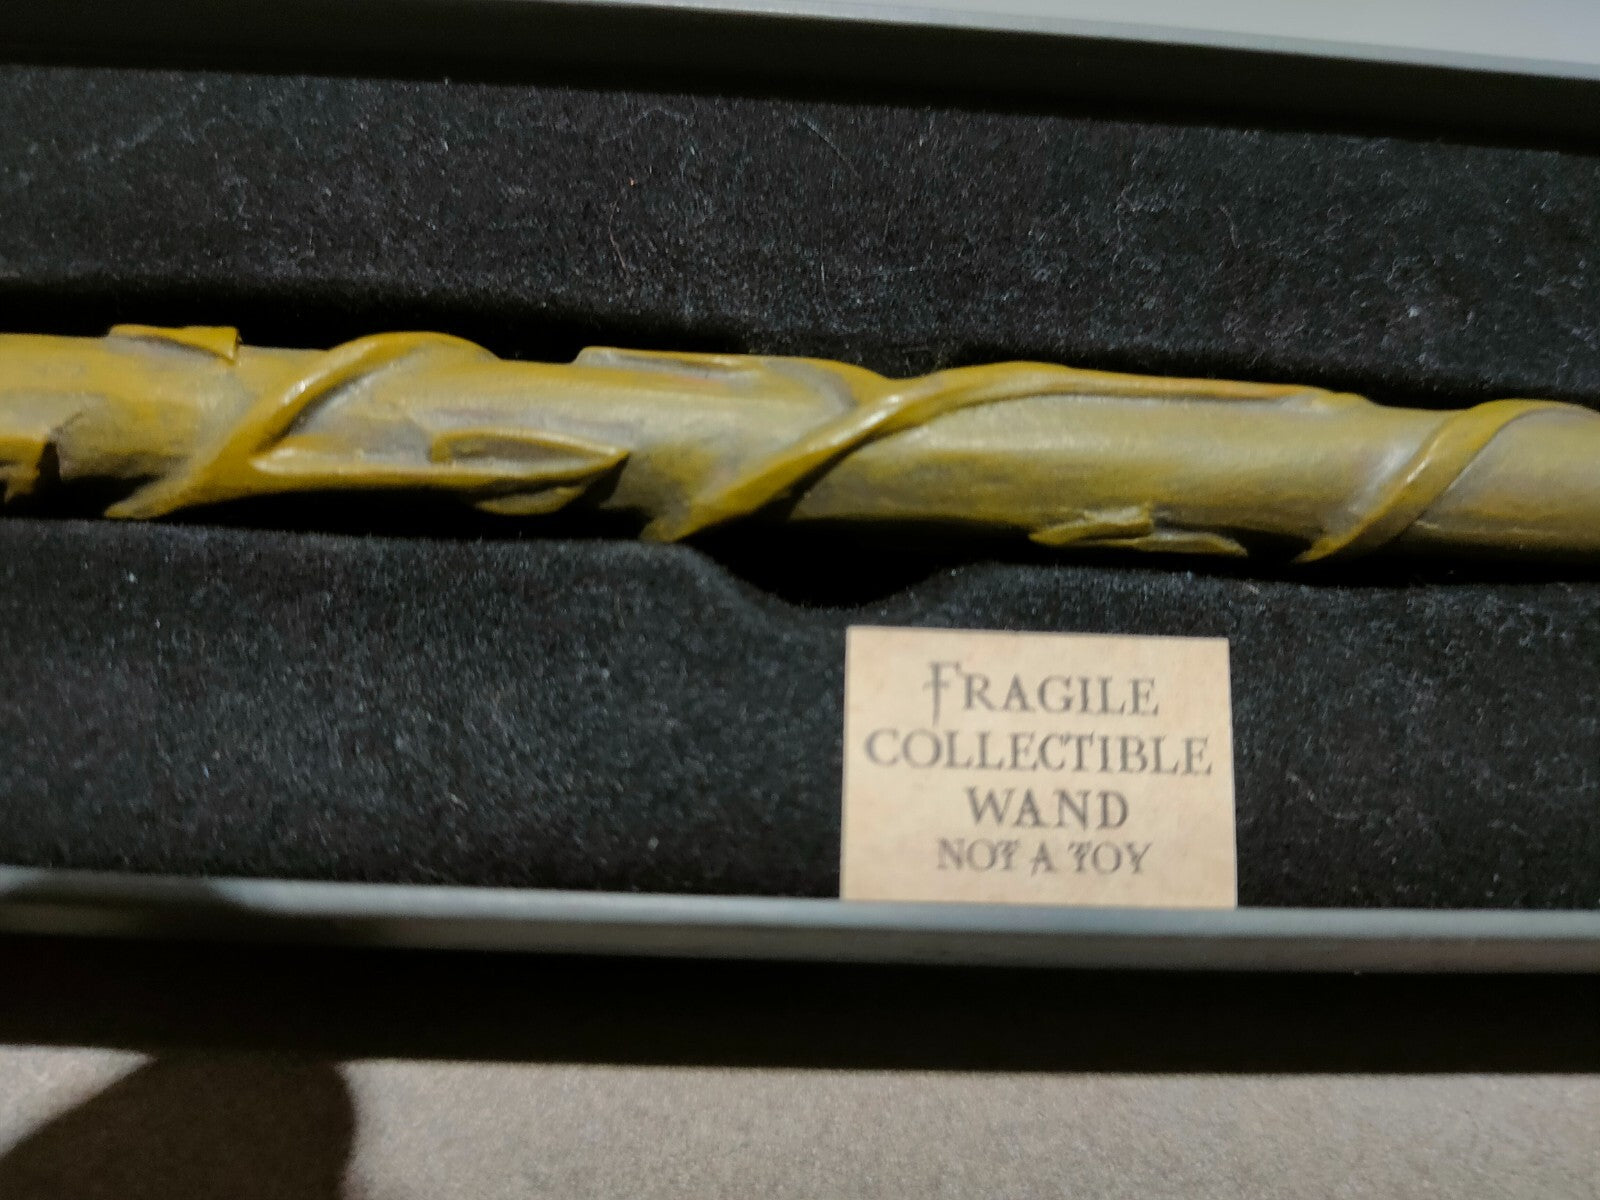 FRAGILE
COLLECTIBLE
WAND
NOT A TOY